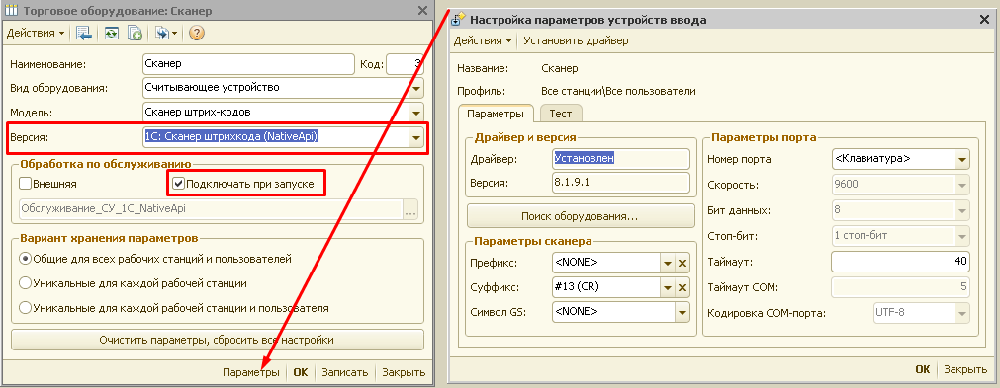 Торговое оборудование: Сканер
Действия
Наименование: Сканер Код: 3
Вид оборудования: Считывающее устройство
Модель: Сканер штрих-кодов
Версия: 1С: Сканер штрихкода (NativeApi)
Обработка по обслуживанию
Внешняя Подключать при запуске
Обслуживание_СУ_1С_NativeApi ...
Вариант хранения параметров
Общие для всех рабочих станций и пользователей
Уникальные для каждой рабочей станции
Уникальные для каждой рабочей станции и пользователя
Очистить параметры, сбросить все настройки
Параметры OK Записать Закрыть
Настройка параметров устройств ввода
Действия Установить драйвер
Название: Сканер
Профиль: Все станции\Все пользователи
Параметры Тест
Драйвер и версия
Драйвер: Установлен
Версия: 8.1.9.1
Поиск оборудования...
Параметры сканера
Префикс: <NONE>
Суффикс: #13 (CR)
Символ GS: <NONE>
Параметры порта
Номер порта: <Клавиатура>
Скорость: 9600
Бит данных: 8
Стоп-бит: 1 стоп-бит
Таймаут: 40
Таймаут COM: 5
Кодировка COM-порта: UTF-8
OK Закрыть